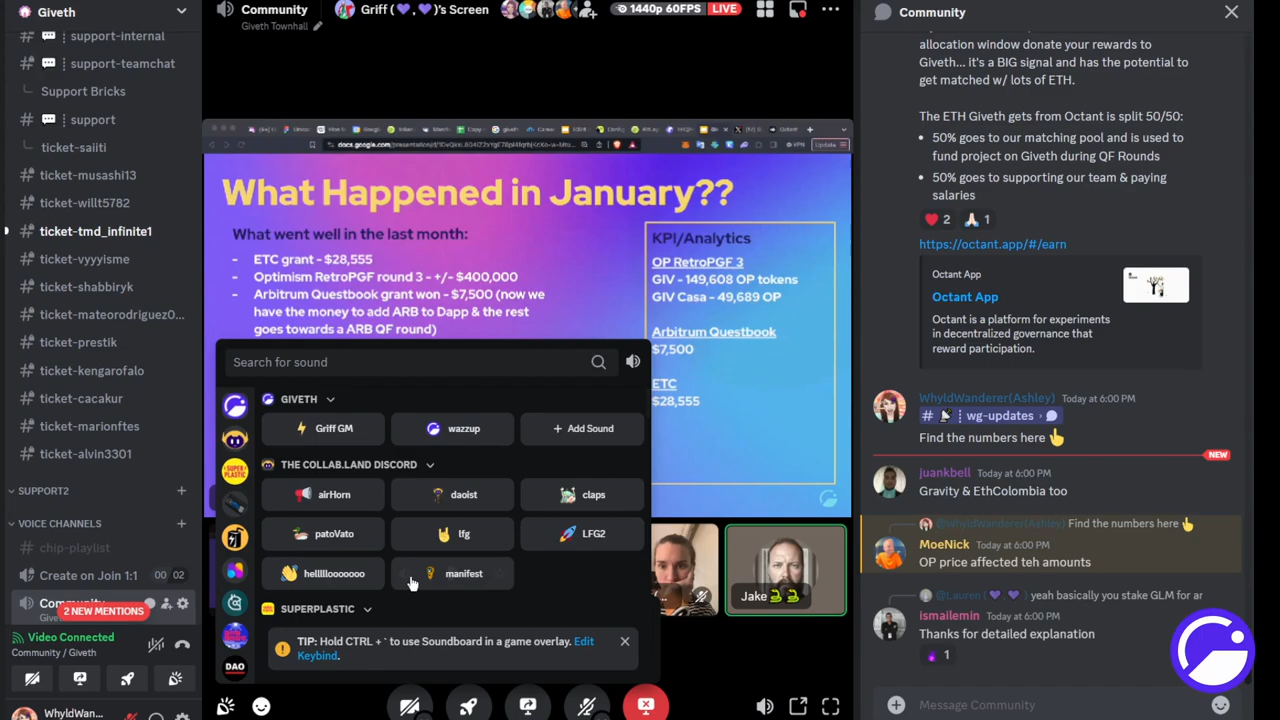 Giveth
support-internal
support-teamchat
Support Bricks
support
ticket-saiiti
ticket-musashi13
ticket-willt5782
ticket-tmd_infinite1
ticket-vyyyisme
ticket-shabbiryk
ticket-mateorodriguez0...
ticket-prestik
ticket-kengarofalo
ticket-cacakur
ticket-marionftes
ticket-alvin3301
SUPPORT2
VOICE CHANNELS
chip-playlist
Create on Join 1:1 00 02
Community
2 NEW MENTIONS
Video Connected
Community / Giveth
WhyldWan...
Community
Giveth Townhall
Griff (💜,💜)'s Screen
1440p 60FPS LIVE
What Happened in January??
What went well in the last month:
- ETC grant - $28,555
- Optimism RetroPGF round 3 - +/- $400,000
- Arbitrum Questbook grant won - $7,500 (now we
have the money to add ARB to Dapp & the rest
goes towards a ARB QF round)
KPI/Analytics
OP RetroPGF 3
GIV - 149,608 OP tokens
GIV Casa - 49,689 OP
Arbitrum Questbook
$7,500
ETC
$28,555
Search for sound
GIVETH
Griff GM
wazzup
+ Add Sound
THE COLLAB.LAND DISCORD
airHorn
daoist
claps
patoVato
lfg
LFG2
helllllooooooo
manifest
SUPERPLASTIC
SUPER PLASTIC
DAO
TIP: Hold CTRL + ` to use Soundboard in a game overlay. Edit
Keybind.
Jake
Community
allocation window donate your rewards to
Giveth... it's a BIG signal and has the potential to
get matched w/ lots of ETH.
The ETH Giveth gets from Octant is split 50/50:
• 50% goes to our matching pool and is used to
fund project on Giveth during QF Rounds
• 50% goes to supporting our team & paying
salaries
2 1
https://octant.app/#/earn
Octant App
Octant App
Octant is a platform for experiments
in decentralized governance that
reward participation.
WhyldWanderer(Ashley) Today at 6:00 PM
# wg-updates ›
Find the numbers here 👆
NEW
juankbell Today at 6:00 PM
Gravity & EthColombia too
@WhyldWanderer(Ashley) Find the numbers here 👆
MoeNick Today at 6:00 PM
OP price affected teh amounts
@Lauren (💜,💜) yeah basically you stake GLM for ar
ismailemin Today at 6:00 PM
Thanks for detailed explanation
1
Message Community